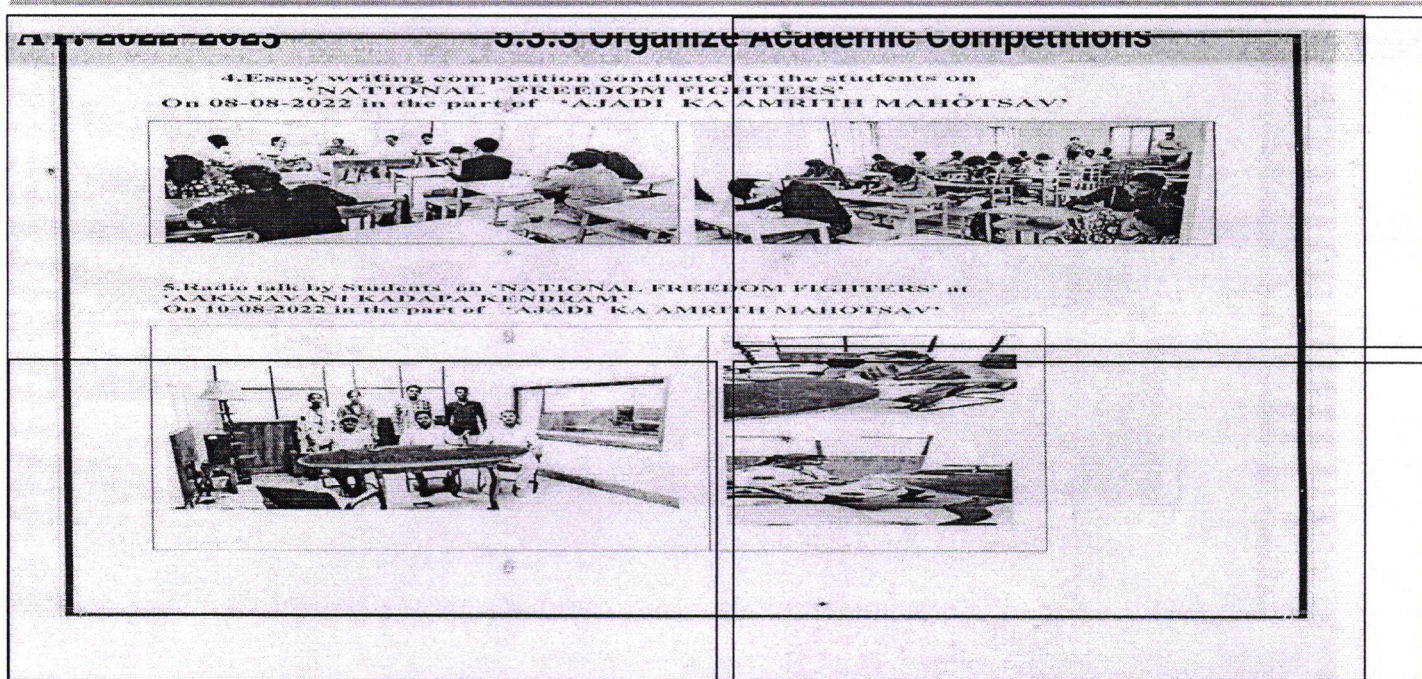 A Y: 2022-2023 5.3.3 Organize Academic Competitions
4.Essay writing competition conducted to the students on
'NATIONAL FREEDOM FIGHTERS'
On 08-08-2022 in the part of 'AJADI KA AMRITH MAHOTSAV'
5.Radio talk by Students on 'NATIONAL FREEDOM FIGHTERS' at
'AAKASAVANI KADAPA KENDRAM'
On 10-08-2022 in the part of 'AJADI KA AMRITH MAHOTSAV'